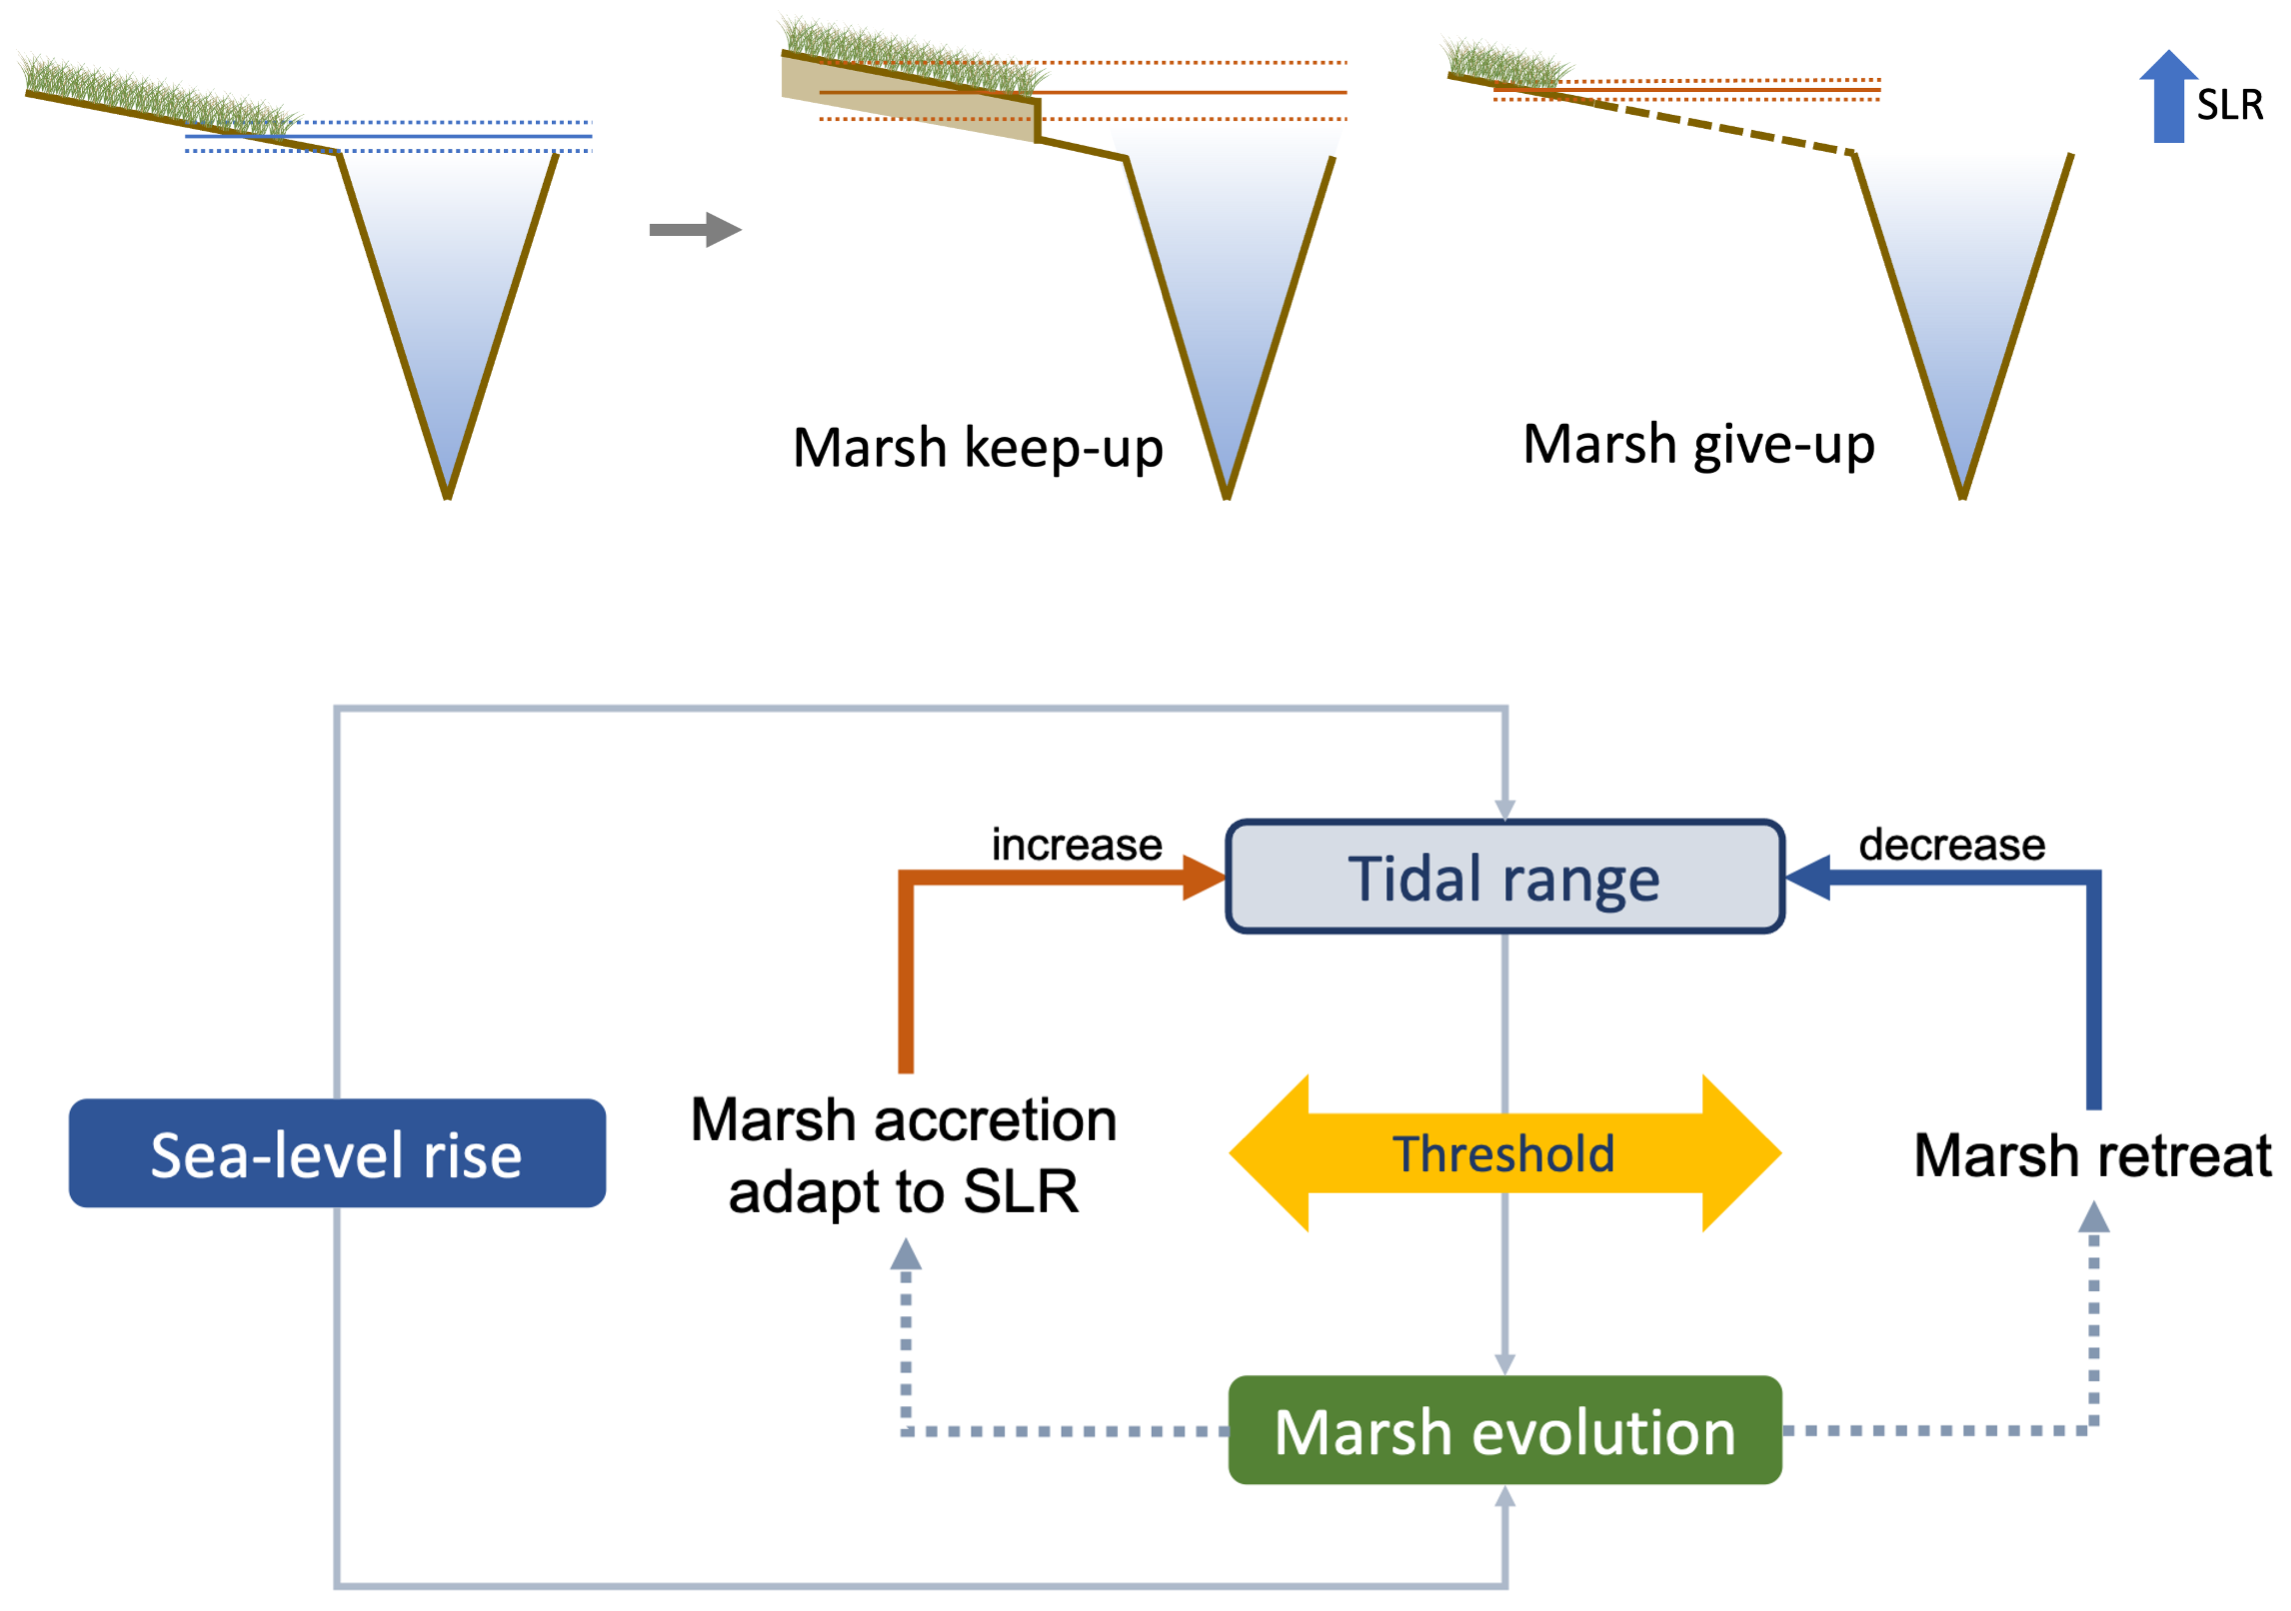 SLR
Marsh keep-up
Marsh give-up
increase
Tidal range
decrease
Sea-level rise
Marsh accretion
adapt to SLR
Threshold
Marsh retreat
Marsh evolution